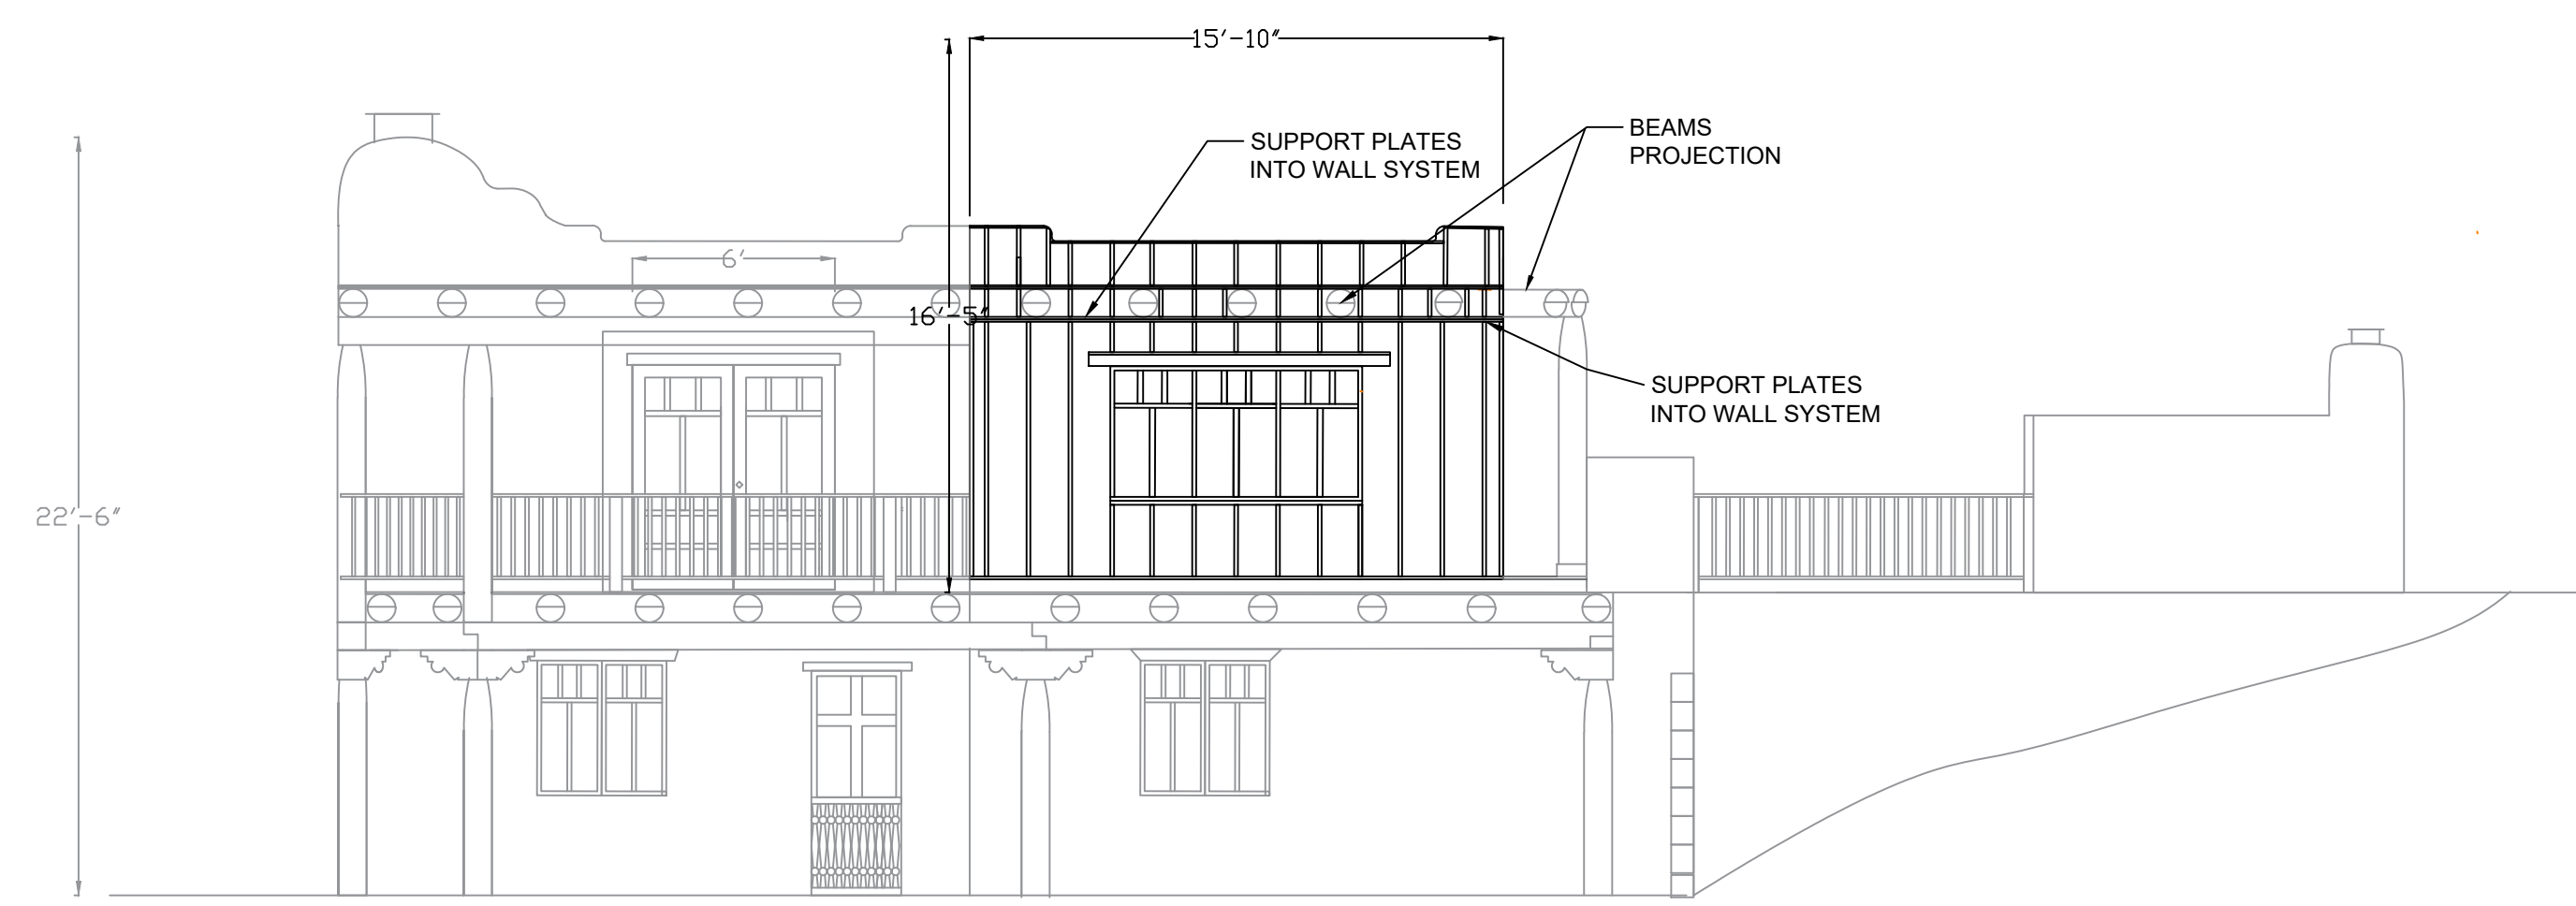 15'-10"
BEAMS
PROJECTION
SUPPORT PLATES
INTO WALL SYSTEM
6'
16'-5"
SUPPORT PLATES
INTO WALL SYSTEM
22'-6"